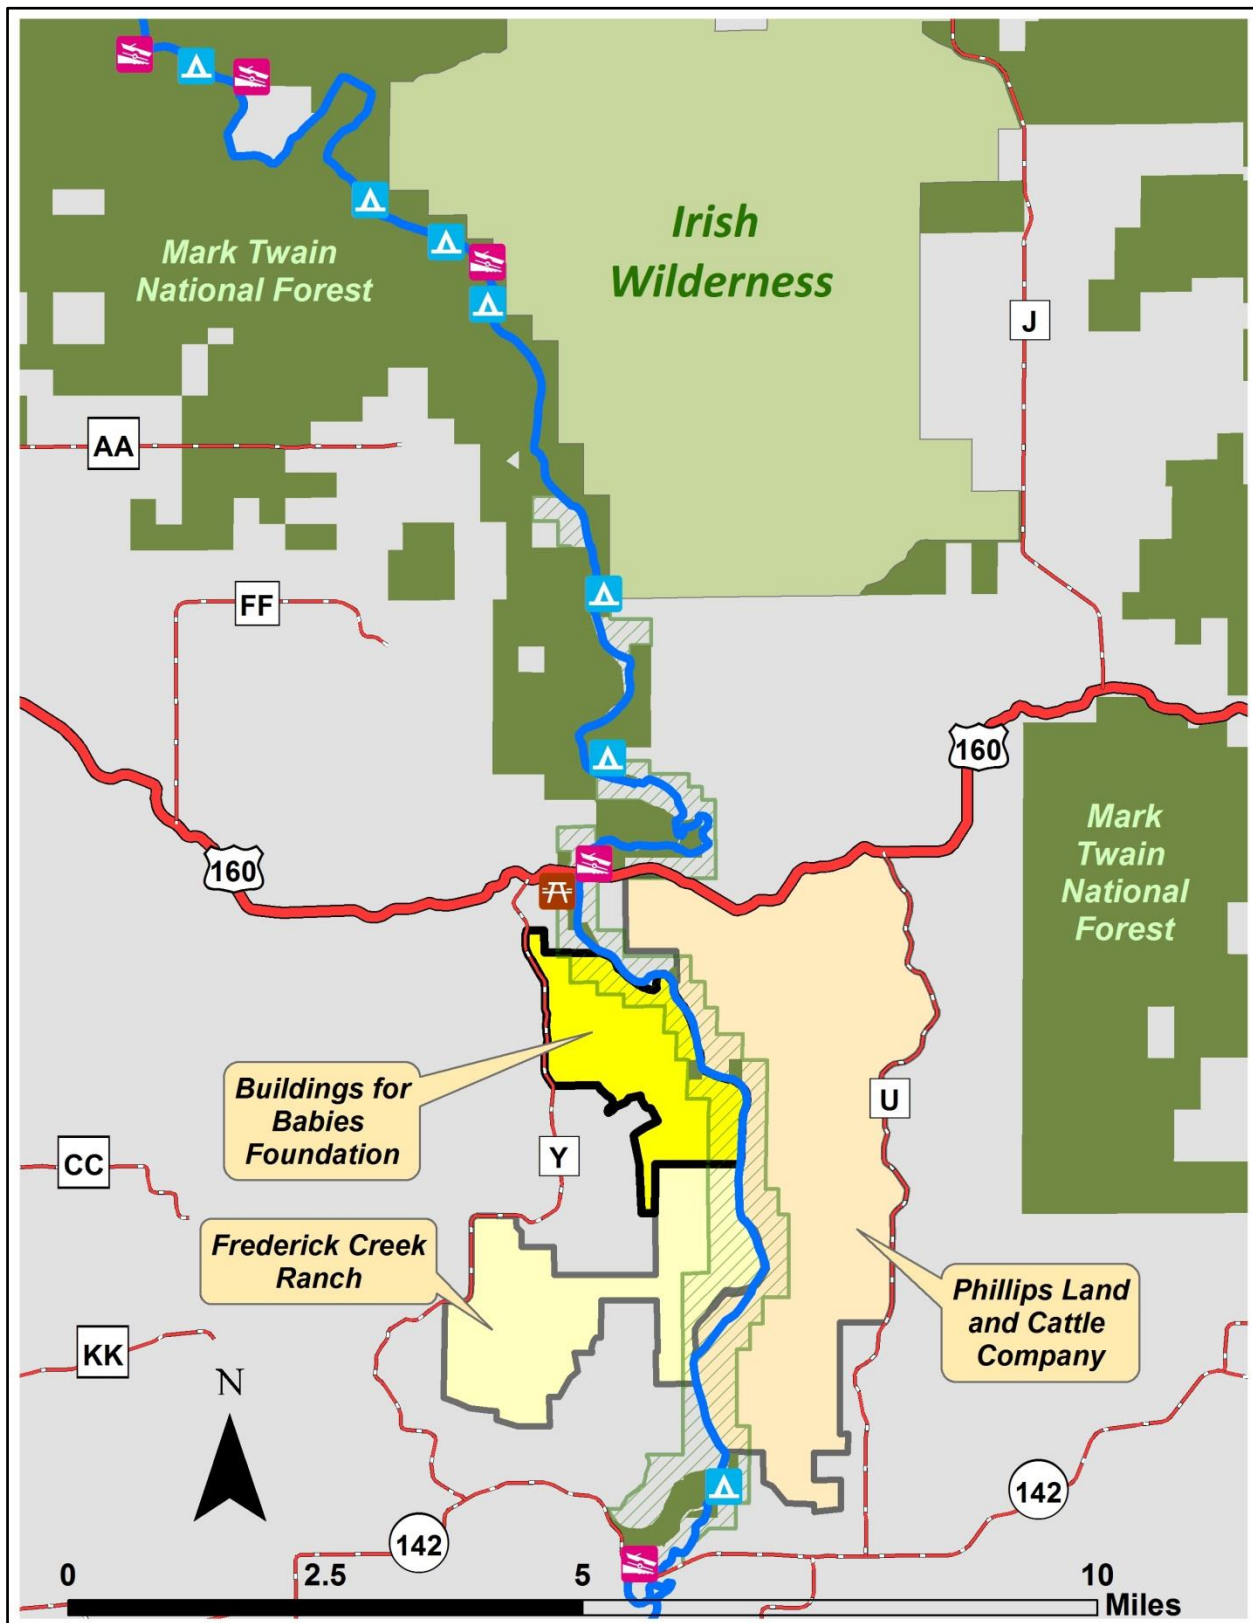 Irish
Wilderness
Mark Twain
National Forest
J
AA
FF
160
160
Mark
Twain
National
Forest
Buildings for
Babies
Foundation
U
Y
CC
Frederick Creek
Ranch
Phillips Land
and Cattle
Company
KK
N
142
142
0
2.5
5
10
Miles